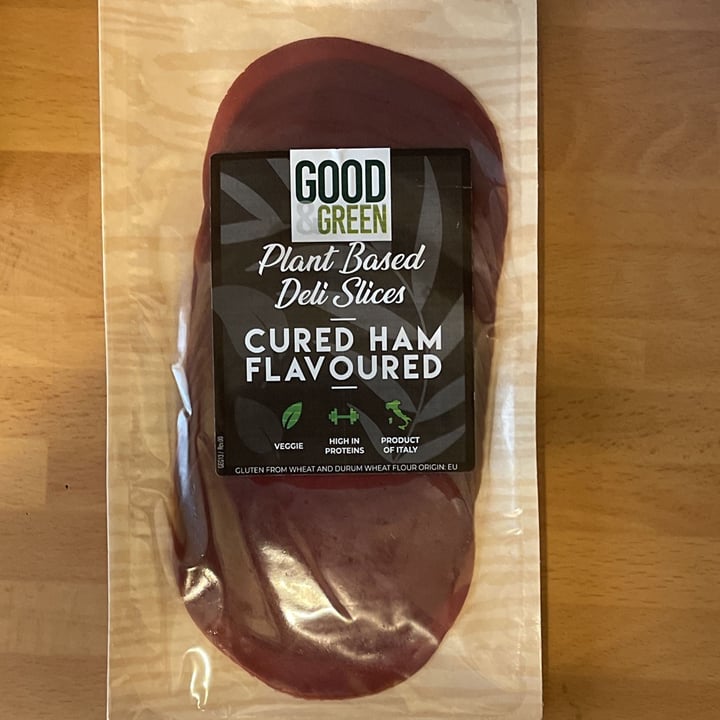 GOOD
&GREEN
Plant Based
Deli Slices
CURED HAM
FLAVOURED
VEGGIE
HIGH IN
PROTEINS
PRODUCT
OF ITALY
GLUTEN FROM WHEAT AND DURUM WHEAT FLOUR ORIGIN: EU